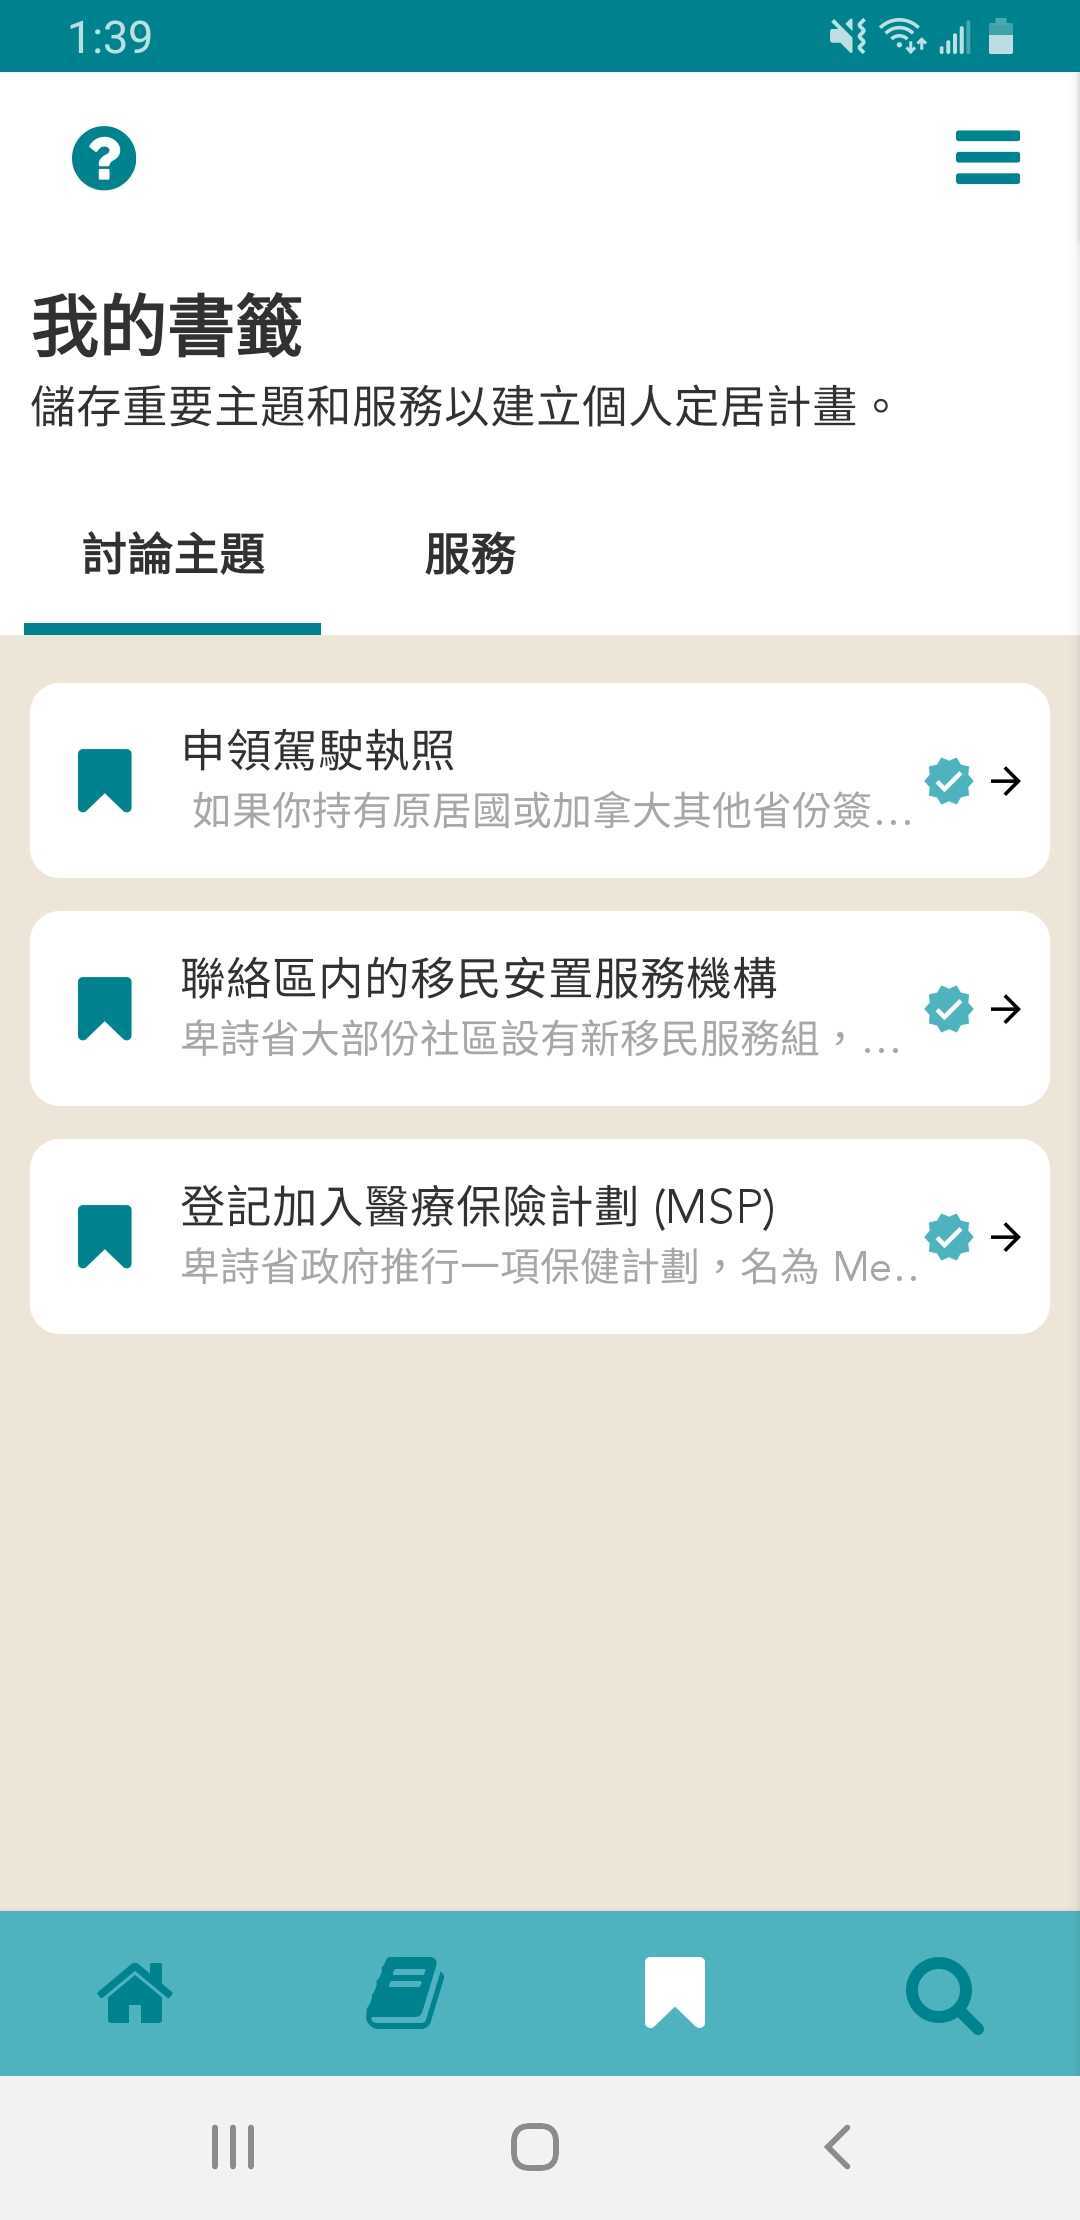 1:39
我的書籤
儲存重要主題和服務以建立個人定居計畫。
討論主題
服務
申領駕駛執照
如果你持有原居國或加拿大其他省份簽...
聯絡區内的移民安置服務機構
卑詩省大部份社區設有新移民服務組，...
登記加入醫療保險計劃 (MSP)
卑詩省政府推行一項保健計劃，名為 Me..